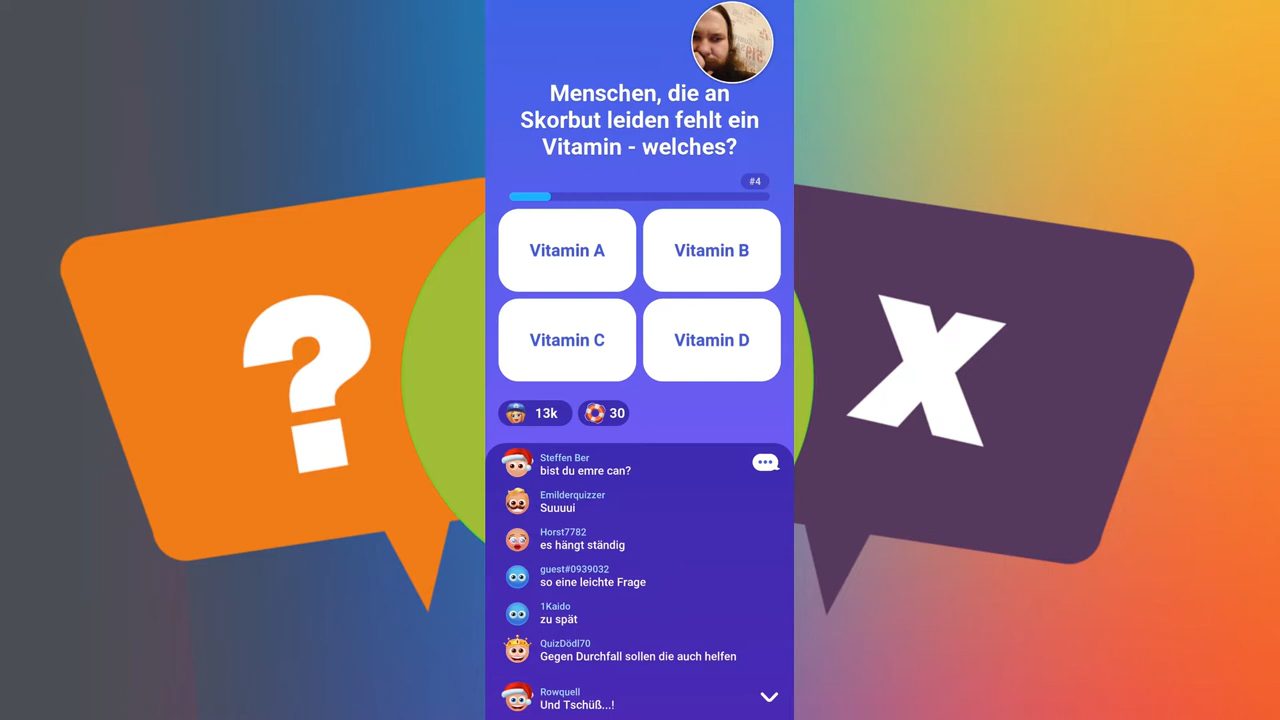 Menschen, die an
Skorbut leiden fehlt ein
Vitamin - welches?
#4
Vitamin A
Vitamin B
Vitamin C
Vitamin D
13k
30
Steffen Ber
bist du emre can?
Emilderquizzer
Suuuui
Horst7782
es hängt ständig
guest#0939032
so eine leichte Frage
1Kaido
zu spät
QuizDödl70
Gegen Durchfall sollen die auch helfen
Rowquell
Und Tschüß...!
?
X